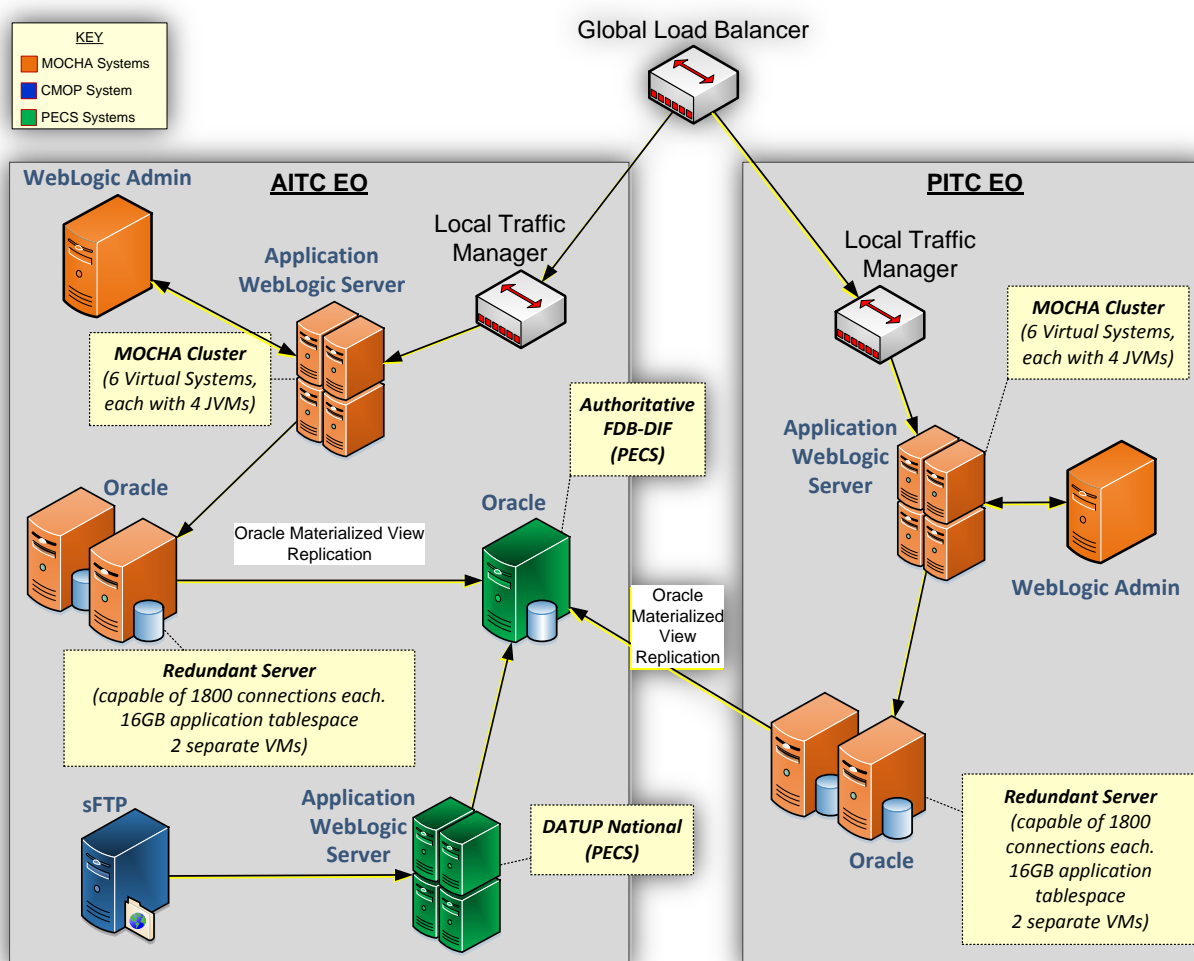 Global Load Balancer
KEY
MOCHA Systems
CMOP System
PECS Systems
AITC EO
WebLogic Admin
Local Traffic
Manager
Application
WebLogic Server
MOCHA Cluster
(6 Virtual Systems,
each with 4 JVMs)
Authoritative
FDB-DIF
(PECS)
Oracle
Oracle Materialized View
Replication
Oracle
Redundant Server
(capable of 1800 connections each.
16GB application tablespace
2 separate VMs)
sFTP
Application
WebLogic
Server
DATUP National
(PECS)
Oracle
Materialized
View
Replication
PITC EO
Local Traffic
Manager
MOCHA Cluster
(6 Virtual Systems,
each with 4 JVMs)
Application
WebLogic
Server
WebLogic Admin
Oracle
Redundant Server
(capable of 1800
connections each.
16GB application
tablespace
2 separate VMs)